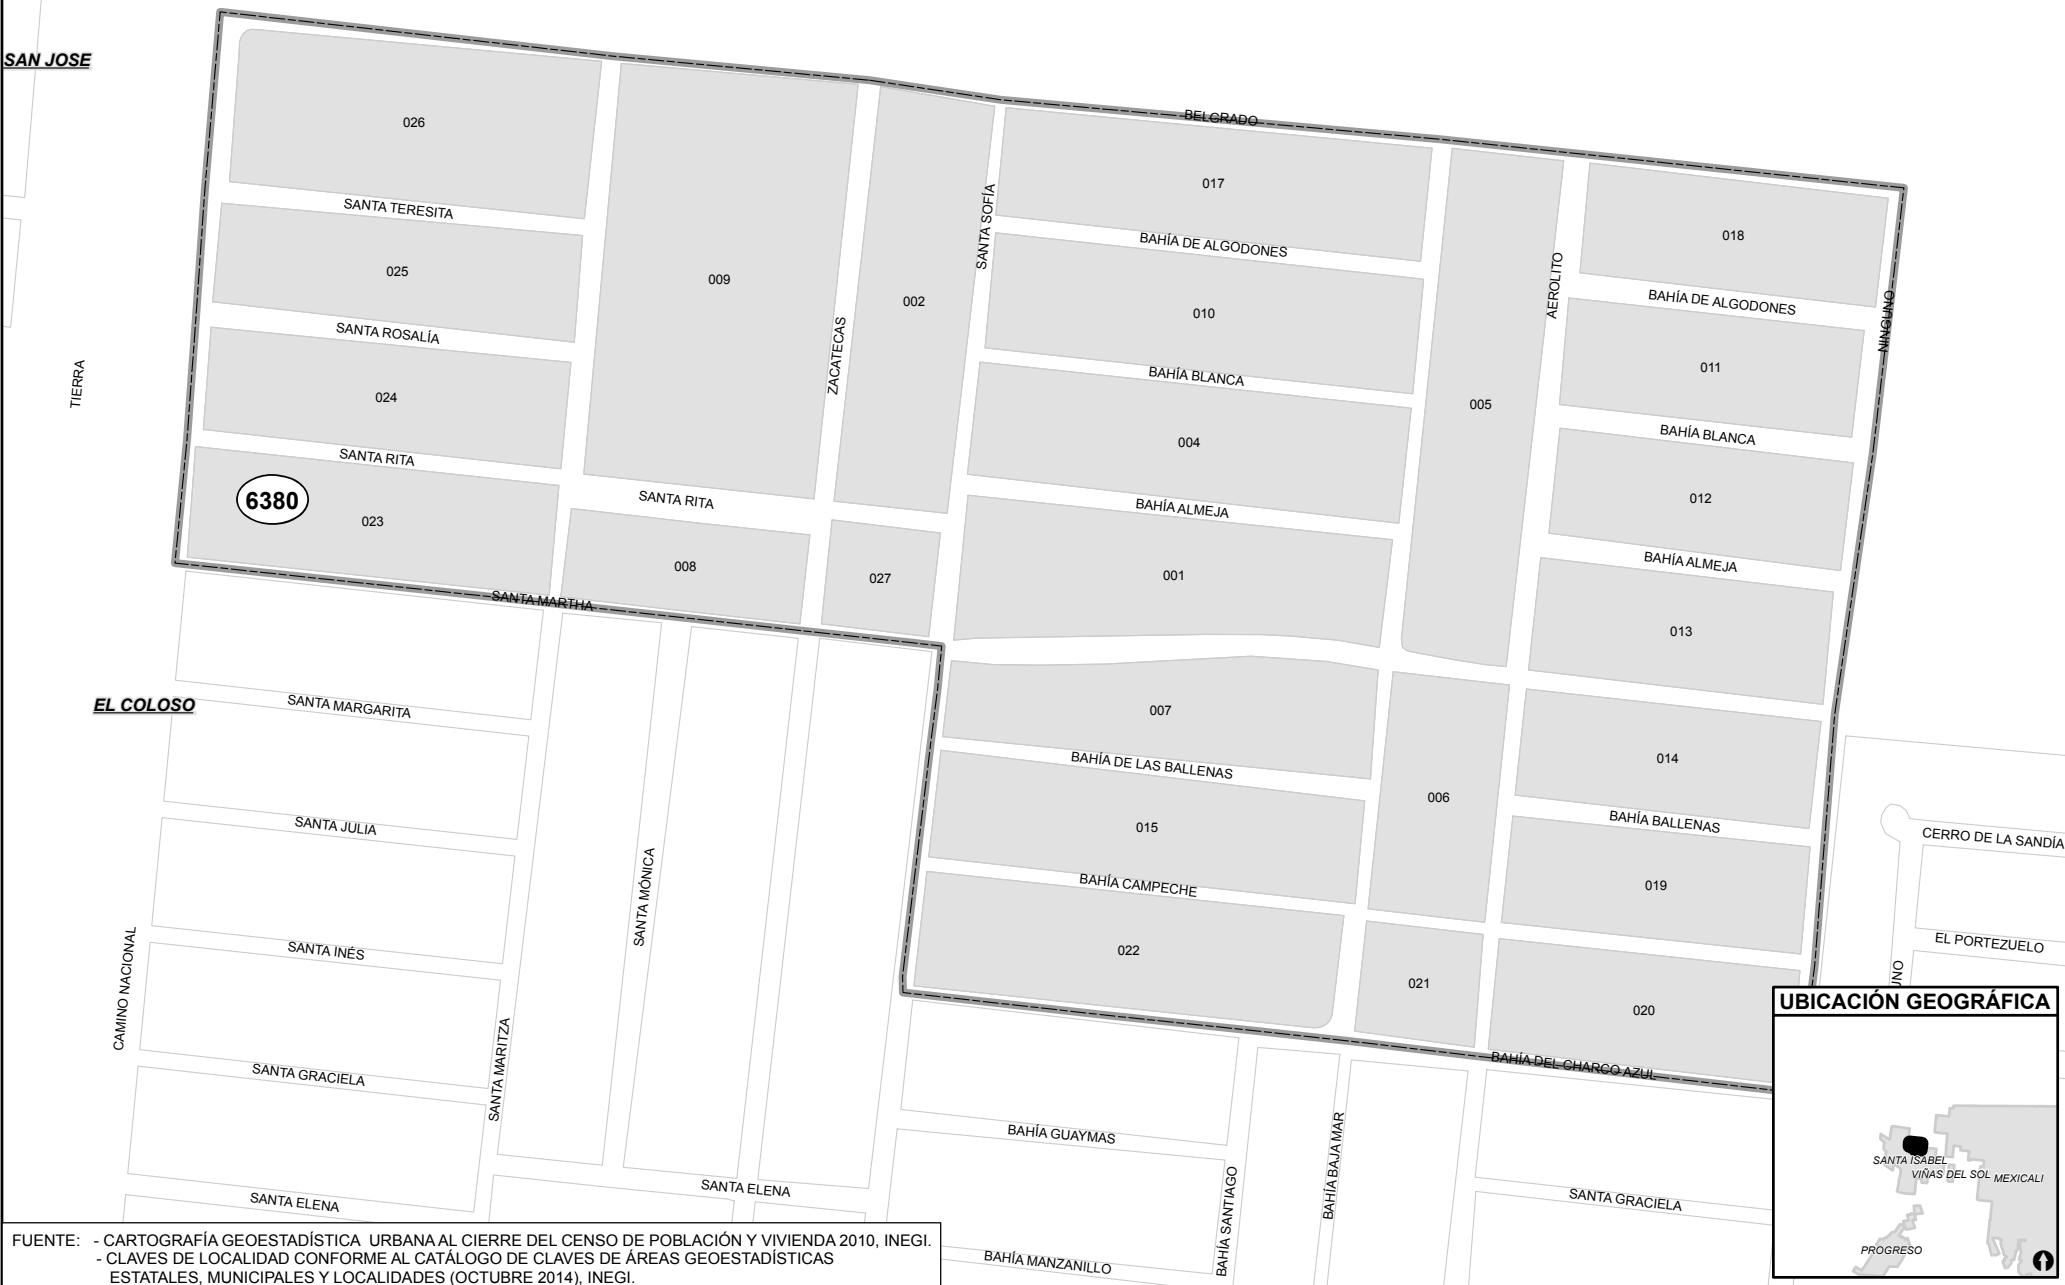 SAN JOSE
BELGRADO
026
017
SANTA TERESITA
SANTA SOFÍA
018
BAHÍA DE ALGODONES
025
009
002
AEROLITO
BAHÍA DE ALGODONES
NINGUNO
010
SANTA ROSALÍA
ZACATECAS
BAHÍA BLANCA
011
TIERRA
024
005
004
BAHÍA BLANCA
SANTA RITA
6380
SANTA RITA
012
BAHÍA ALMEJA
023
BAHÍA ALMEJA
008
027
001
SANTA MARTHA
013
EL COLOSO
SANTA MARGARITA
007
014
BAHÍA DE LAS BALLENAS
006
SANTA JULIA
015
BAHÍA BALLENAS
CERRO DE LA SANDÍA
BAHÍA CAMPECHE
019
SANTA MÓNICA
SANTA INÉS
022
EL PORTEZUELO
CAMINO NACIONAL
021
UNO
020
UBICACIÓN GEOGRÁFICA
SANTA MARITZA
SANTA GRACIELA
BAHÍA DEL CHARCO AZUL
BAHÍA GUAYMAS
BAHÍA BAJA MAR
SANTA ISABEL
VIÑAS DEL SOL
MEXICALI
SANTA ELENA
SANTA ELENA
BAHÍA SANTIAGO
SANTA GRACIELA
PROGRESO
BAHÍA MANZANILLO
FUENTE: - CARTOGRAFÍA GEOESTADÍSTICA URBANA AL CIERRE DEL CENSO DE POBLACIÓN Y VIVIENDA 2010, INEGI.
- CLAVES DE LOCALIDAD CONFORME AL CATÁLOGO DE CLAVES DE ÁREAS GEOESTADÍSTICAS
ESTATALES, MUNICIPALES Y LOCALIDADES (OCTUBRE 2014), INEGI.